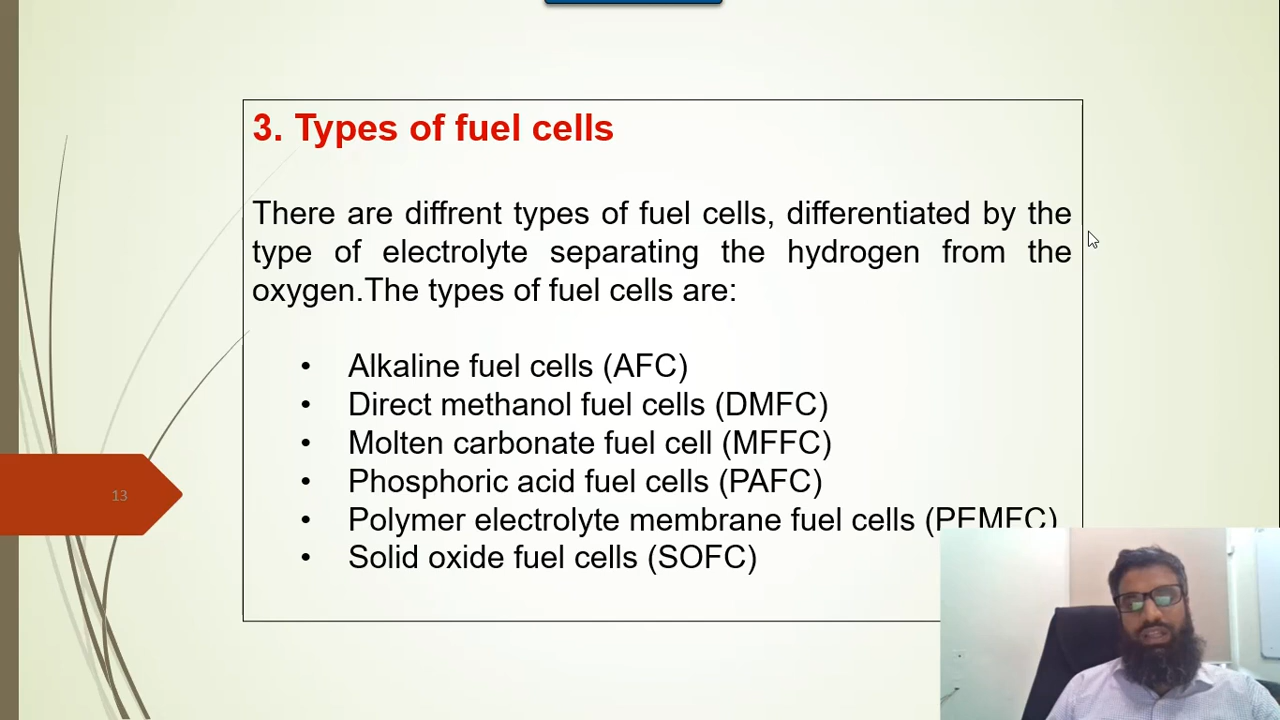 3. Types of fuel cells
There are diffrent types of fuel cells, differentiated by the
type of electrolyte separating the hydrogen from the
oxygen.The types of fuel cells are:
• Alkaline fuel cells (AFC)
• Direct methanol fuel cells (DMFC)
• Molten carbonate fuel cell (MFFC)
• Phosphoric acid fuel cells (PAFC)
• Polymer electrolyte membrane fuel cells (PEMFC)
• Solid oxide fuel cells (SOFC)
13